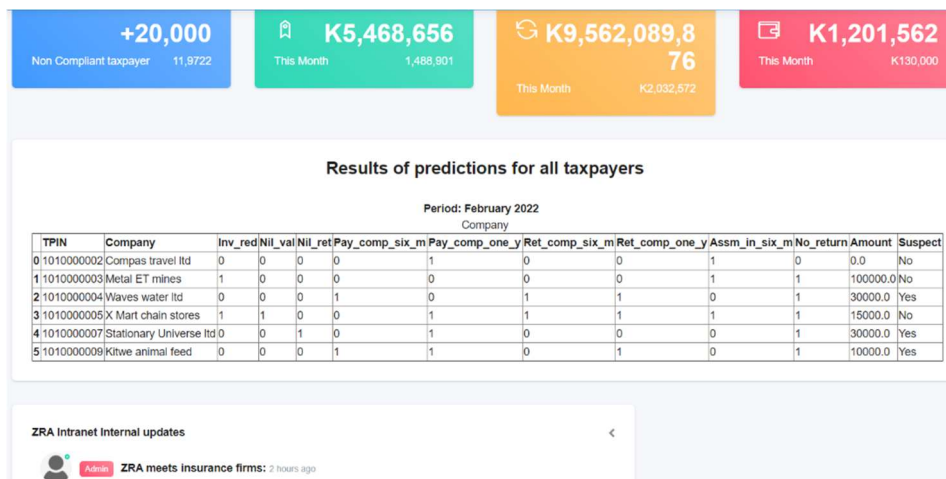 +20,000
Non Compliant taxpayer 11,9722
K5,468,656
This Month 1,488,901
K9,562,089,8
76
This Month K2,032,572
K1,201,562
This Month K130,000
Results of predictions for all taxpayers
Period: February 2022
Company
TPIN Company Inv_red Nil_val Nil_ret Pay_comp_six_m Pay_comp_one_y Ret_comp_six_m Ret_comp_one_y Assm_in_six_m No_return Amount Suspect
0 1010000002 Compas travel ltd 0 0 0 0 1 0 0 1 0 0.0 No
1 1010000003 Metal ET mines 1 0 0 0 0 0 0 1 1 100000.0 No
2 1010000004 Waves water ltd 0 0 0 1 0 1 1 0 1 30000.0 Yes
3 1010000005 X Mart chain stores 1 1 0 0 1 1 1 1 1 15000.0 No
4 1010000007 Stationary Universe ltd 0 0 1 0 1 0 0 0 1 30000.0 Yes
5 1010000009 Kitwe animal feed 0 0 0 1 1 0 1 0 1 10000.0 Yes
ZRA Intranet Internal updates
Admin ZRA meets insurance firms: 2 hours ago